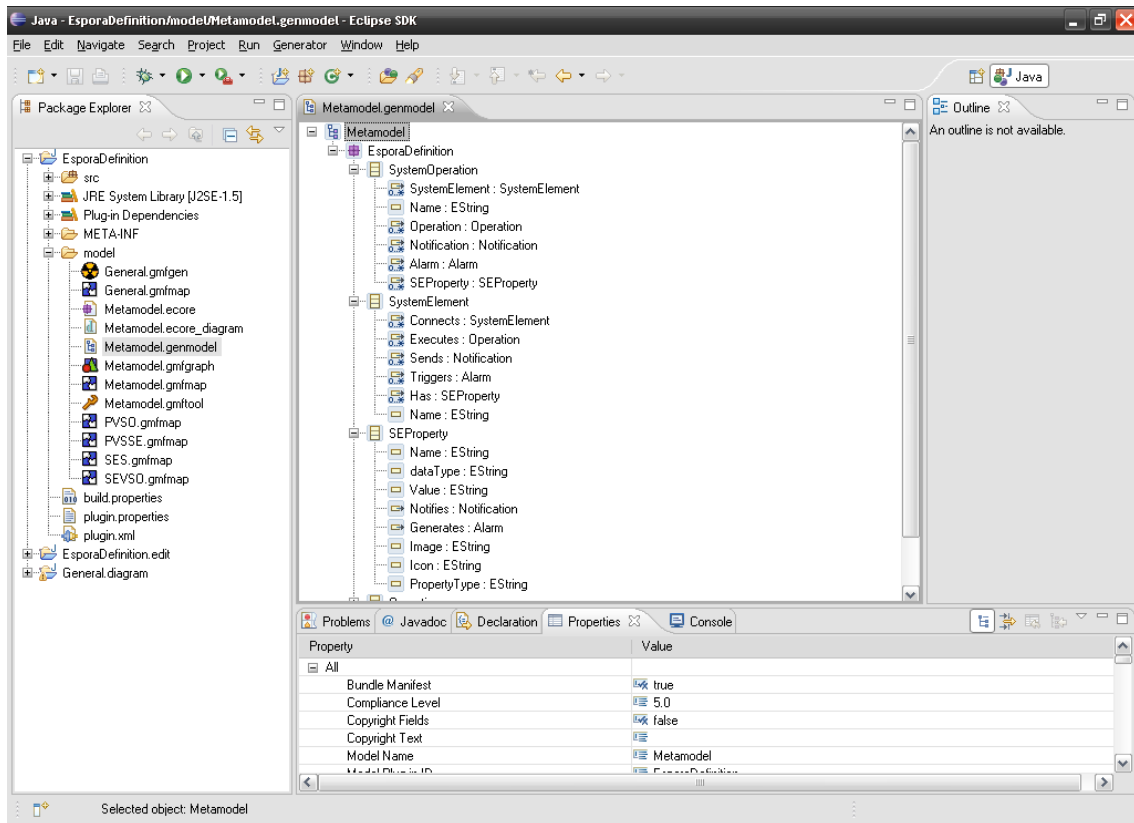 Java - EsporaDefinition/model/Metamodel.genmodel - Eclipse SDK
File Edit Navigate Search Project Run Generator Window Help
Java
Package Explorer
EsporaDefinition
src
JRE System Library [J2SE-1.5]
Plug-in Dependencies
META-INF
model
General.gmfgen
General.gmfmap
Metamodel.ecore
Metamodel.ecore_diagram
Metamodel.genmodel
Metamodel.gmfgraph
Metamodel.gmfmap
Metamodel.gmftool
PVSO.gmfmap
PVSSE.gmfmap
SES.gmfmap
SEVSO.gmfmap
build.properties
plugin.properties
plugin.xml
EsporaDefinition.edit
General.diagram
Metamodel.genmodel
Metamodel
EsporaDefinition
SystemOperation
SystemElement : SystemElement
Name : EString
Operation : Operation
Notification : Notification
Alarm : Alarm
SEProperty : SEProperty
SystemElement
Connects : SystemElement
Executes : Operation
Sends : Notification
Triggers : Alarm
Has : SEProperty
Name : EString
SEProperty
Name : EString
dataType : EString
Value : EString
Notifies : Notification
Generates : Alarm
Image : EString
Icon : EString
PropertyType : EString
Outline
An outline is not available.
Problems @ Javadoc Declaration Properties Console
Property Value
All
Bundle Manifest true
Compliance Level 5.0
Copyright Fields false
Copyright Text
Model Name Metamodel
Model Plug-in ID EsporaDefinition
Selected object: Metamodel